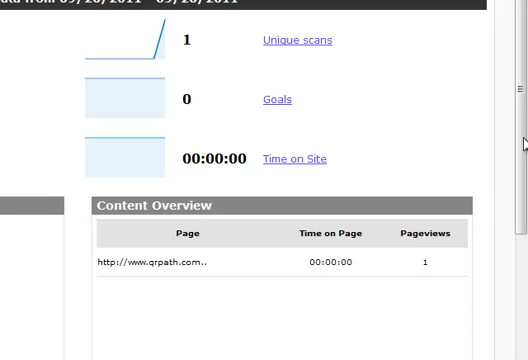 1 Unique scans
0 Goals
00:00:00 Time on Site
Content Overview
Page Time on Page Pageviews
http://www.qrpath.com.. 00:00:00 1